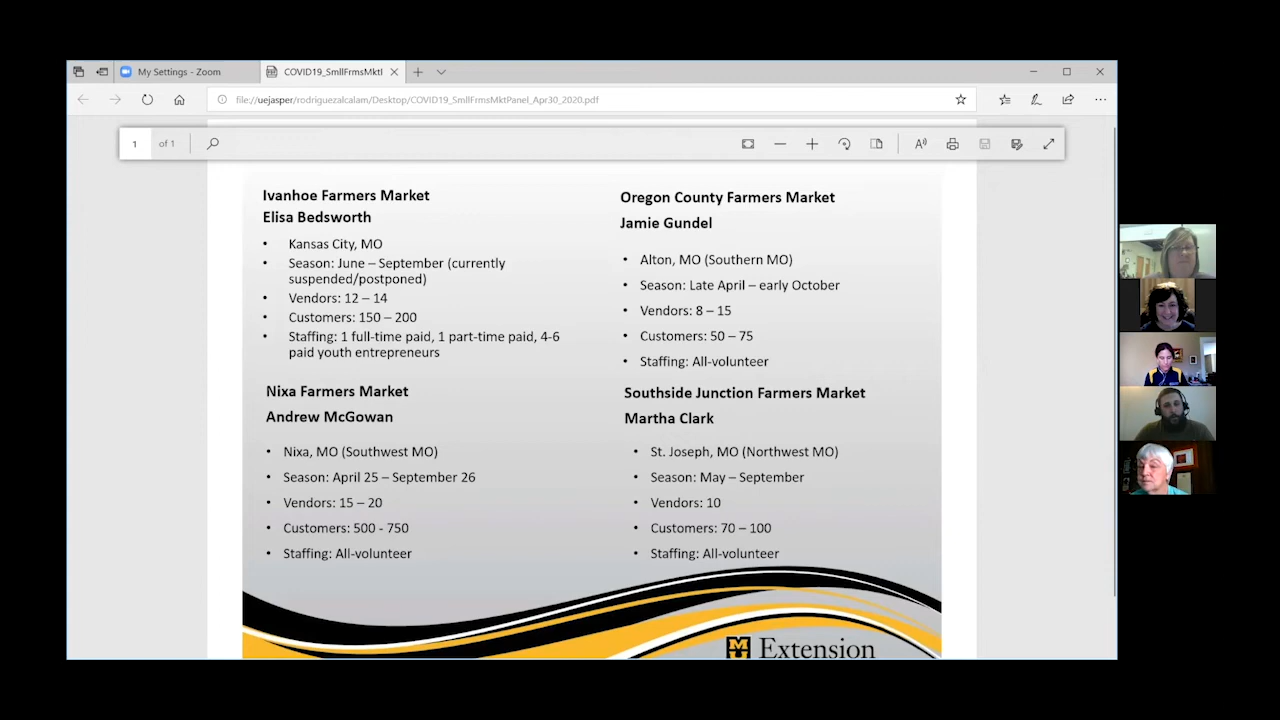 My Settings - Zoom
COVID19_SmllFrmsMktI
file://uejasper/rodriguezalcalam/Desktop/COVID19_SmllFrmsMktPanel_Apr30_2020.pdf
1 of 1
Ivanhoe Farmers Market
Elisa Bedsworth
• Kansas City, MO
• Season: June – September (currently
suspended/postponed)
• Vendors: 12 – 14
• Customers: 150 – 200
• Staffing: 1 full-time paid, 1 part-time paid, 4-6
paid youth entrepreneurs
Oregon County Farmers Market
Jamie Gundel
• Alton, MO (Southern MO)
• Season: Late April – early October
• Vendors: 8 – 15
• Customers: 50 – 75
• Staffing: All-volunteer
Nixa Farmers Market
Andrew McGowan
• Nixa, MO (Southwest MO)
• Season: April 25 – September 26
• Vendors: 15 – 20
• Customers: 500 - 750
• Staffing: All-volunteer
Southside Junction Farmers Market
Martha Clark
• St. Joseph, MO (Northwest MO)
• Season: May – September
• Vendors: 10
• Customers: 70 – 100
• Staffing: All-volunteer
MU Extension